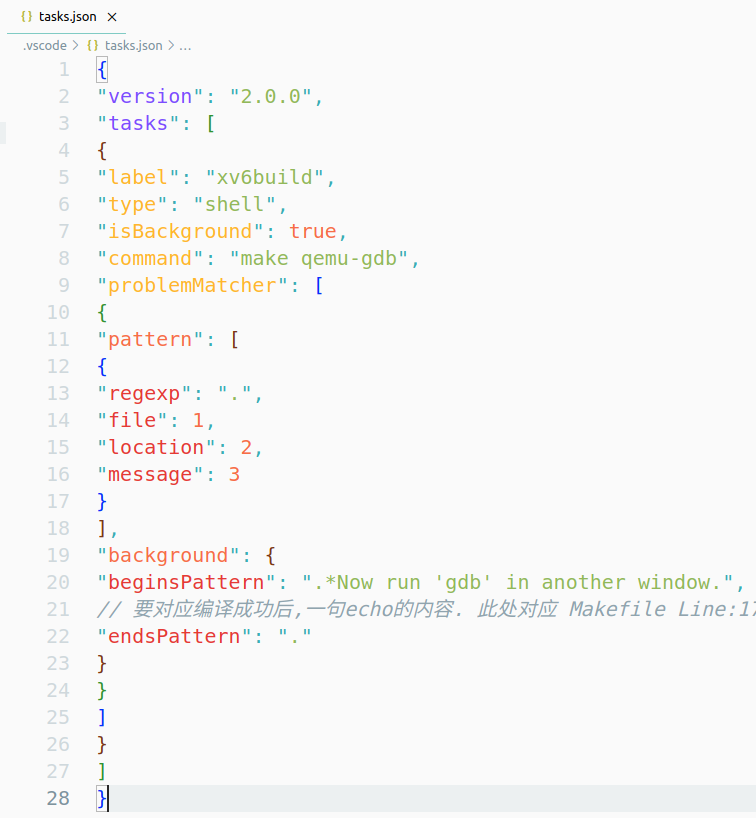 {} tasks.json ×
.vscode > {} tasks.json > ...
1 {
2 "version": "2.0.0",
3 "tasks": [
4 {
5 "label": "xv6build",
6 "type": "shell",
7 "isBackground": true,
8 "command": "make qemu-gdb",
9 "problemMatcher": [
10 {
11 "pattern": [
12 {
13 "regexp": ".",
14 "file": 1,
15 "location": 2,
16 "message": 3
17 }
18 ],
19 "background": {
20 "beginsPattern": ".*Now run 'gdb' in another window.",
21 // 要对应编译成功后,一句echo的内容. 此处对应 Makefile Line:17
22 "endsPattern": "."
23 }
24 }
25 ]
26 }
27 ]
28 }